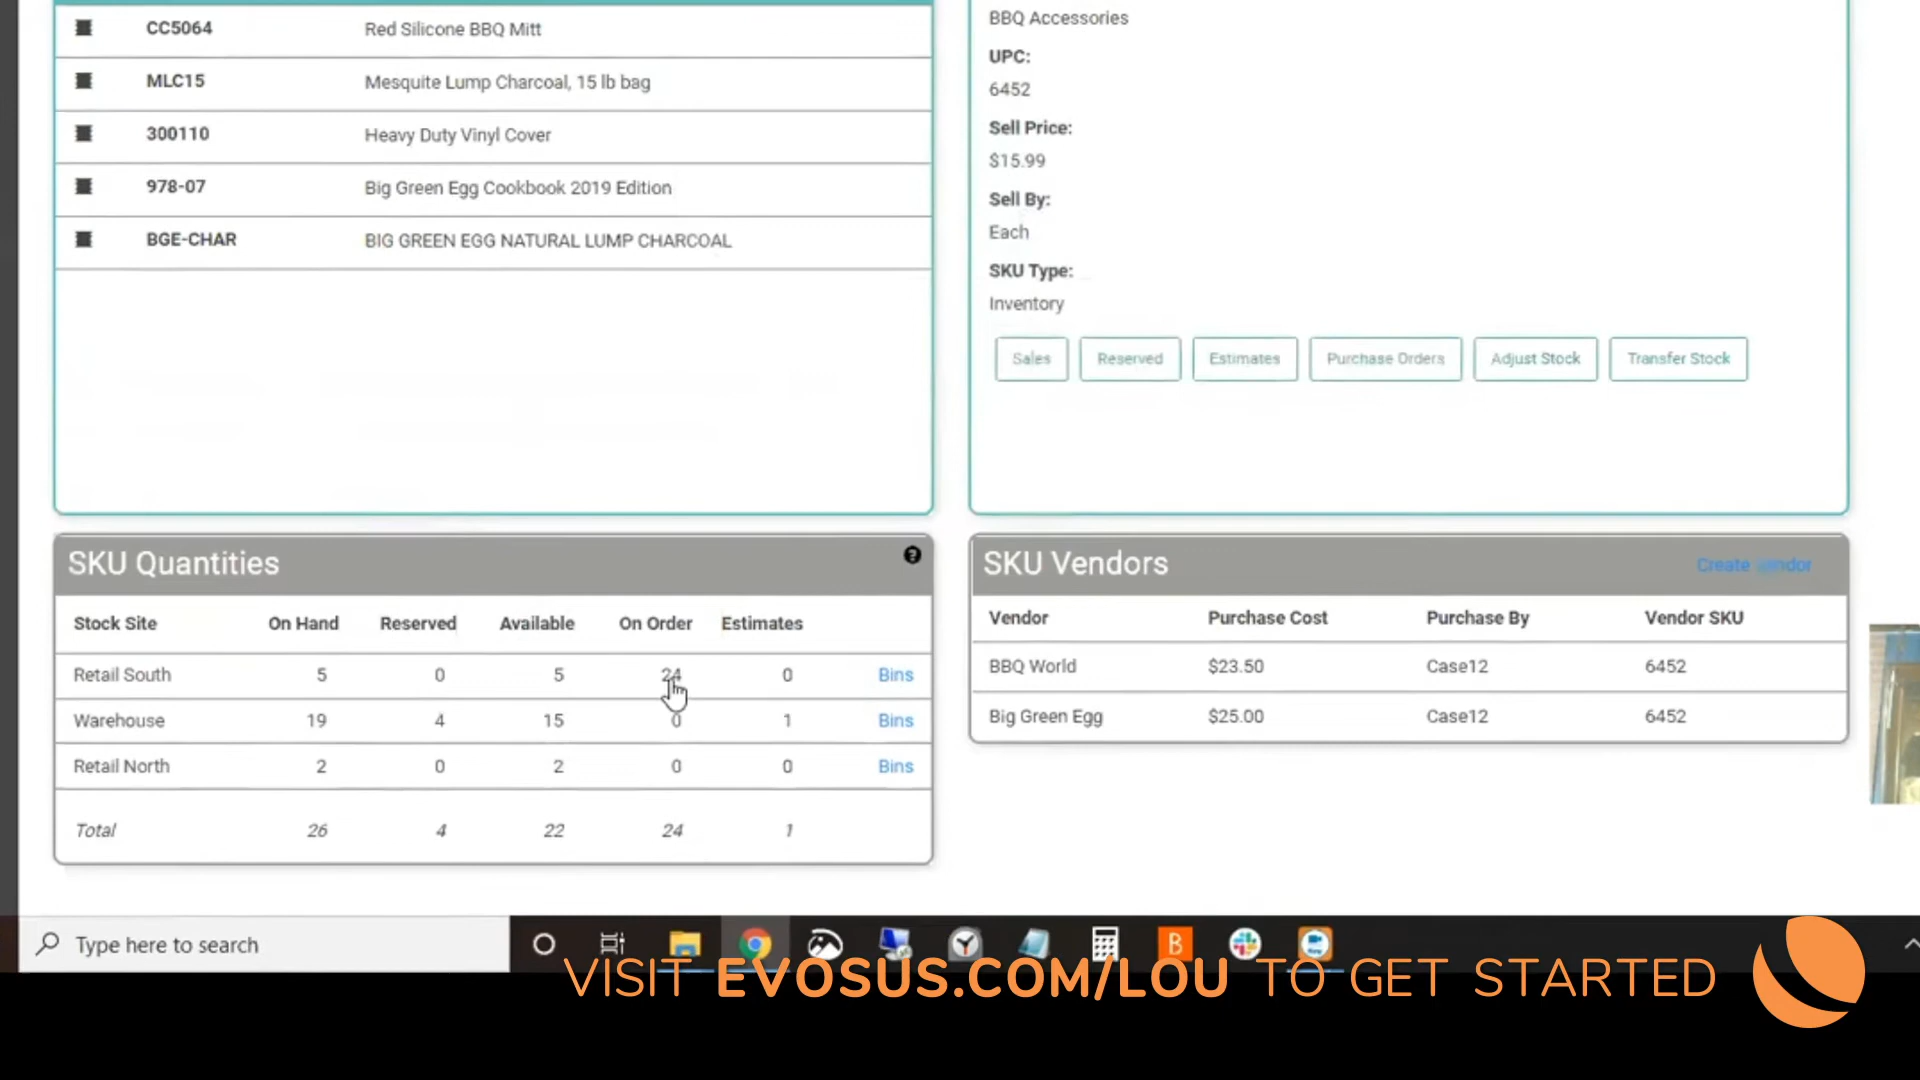 CC5064 Red Silicone BBQ Mitt
MLC15 Mesquite Lump Charcoal, 15 lb bag
300110 Heavy Duty Vinyl Cover
978-07 Big Green Egg Cookbook 2019 Edition
BGE-CHAR BIG GREEN EGG NATURAL LUMP CHARCOAL
BBQ Accessories
UPC:
6452
Sell Price:
$15.99
Sell By:
Each
SKU Type:
Inventory
Sales Reserved Estimates Purchase Orders Adjust Stock Transfer Stock
SKU Quantities
Stock Site On Hand Reserved Available On Order Estimates
Retail South 5 0 5 24 0 Bins
Warehouse 19 4 15 0 1 Bins
Retail North 2 0 2 0 0 Bins
Total 26 4 22 24 1
SKU Vendors Create Vendor
Vendor Purchase Cost Purchase By Vendor SKU
BBQ World $23.50 Case12 6452
Big Green Egg $25.00 Case12 6452
Type here to search
B
VISIT EVOSUS.COM/LOU TO GET STARTED